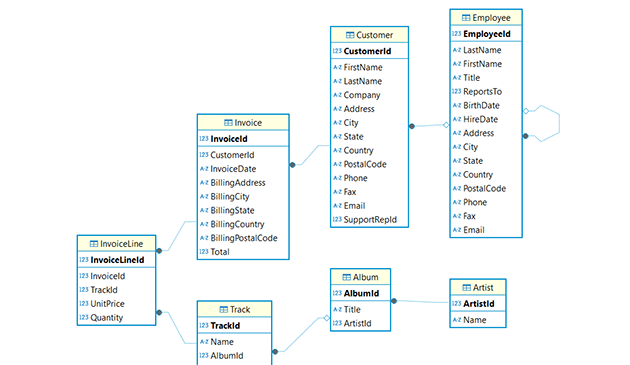 Customer
123 CustomerId
A-Z FirstName
A-Z LastName
A-Z Company
A-Z Address
A-Z City
A-Z State
A-Z Country
A-Z PostalCode
A-Z Phone
A-Z Fax
A-Z Email
123 SupportRepId
Employee
123 EmployeeId
A-Z LastName
A-Z FirstName
A-Z Title
123 ReportsTo
A-Z BirthDate
A-Z HireDate
A-Z Address
A-Z City
A-Z State
A-Z Country
A-Z PostalCode
A-Z Phone
A-Z Fax
A-Z Email
Invoice
123 InvoiceId
123 CustomerId
A-Z InvoiceDate
A-Z BillingAddress
A-Z BillingCity
A-Z BillingState
A-Z BillingCountry
A-Z BillingPostalCode
123 Total
InvoiceLine
123 InvoiceLineId
123 InvoiceId
123 TrackId
123 UnitPrice
123 Quantity
Track
123 TrackId
A-Z Name
123 AlbumId
Album
123 AlbumId
A-Z Title
123 ArtistId
Artist
123 ArtistId
A-Z Name